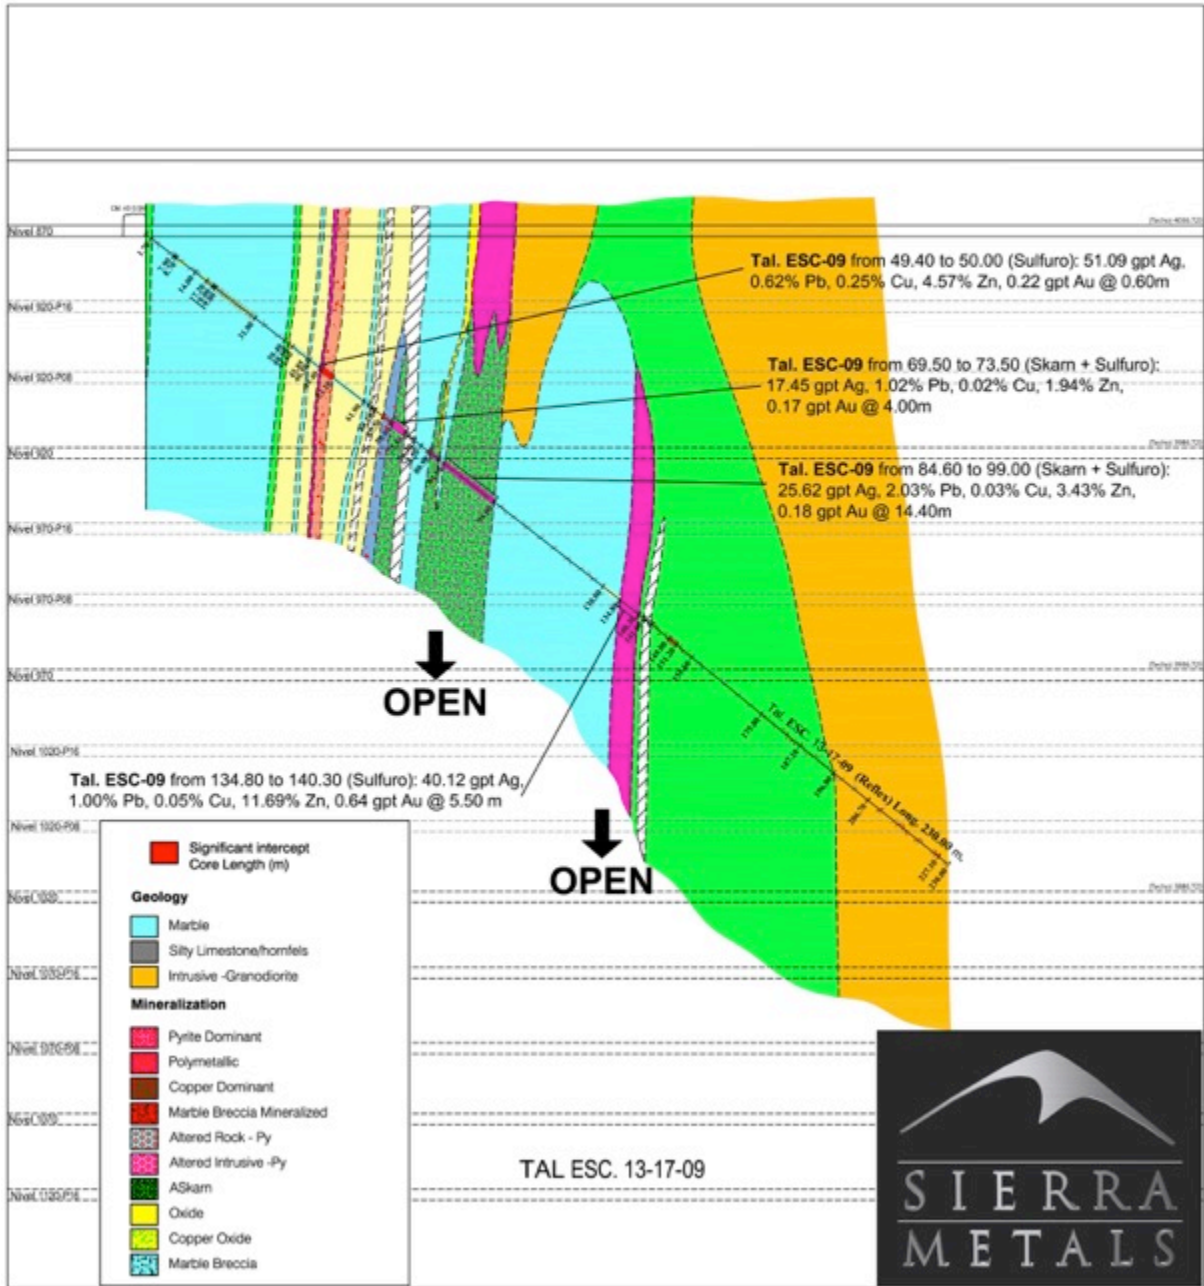 Nivel 870
Tal. ESC-09 from 49.40 to 50.00 (Sulfuro): 51.09 gpt Ag,
0.62% Pb, 0.25% Cu, 4.57% Zn, 0.22 gpt Au @ 0.60m
Nivel 920-P16
Tal. ESC-09 from 69.50 to 73.50 (Skarn + Sulfuro):
17.45 gpt Ag, 1.02% Pb, 0.02% Cu, 1.94% Zn,
0.17 gpt Au @ 4.00m
Nivel 920-P08
Nivel 920
Tal. ESC-09 from 84.60 to 99.00 (Skarn + Sulfuro):
25.62 gpt Ag, 2.03% Pb, 0.03% Cu, 3.43% Zn,
0.18 gpt Au @ 14.40m
Nivel 970-P16
Nivel 970-P08
OPEN
Nivel 970
Tal. ESC. 13-17-09 (Reflex) Long. 230.00 m.
Nivel 1020-P16
Tal. ESC-09 from 134.80 to 140.30 (Sulfuro): 40.12 gpt Ag,
1.00% Pb, 0.05% Cu, 11.69% Zn, 0.64 gpt Au @ 5.50 m
Nivel 1020-P08
OPEN
Nivel 1020
Significant intercept
Core Length (m)
Geology
Marble
Silty Limestone/hornfels
Intrusive -Granodiorite
Mineralization
Pyrite Dominant
Polymetallic
Copper Dominant
Marble Breccia Mineralized
Altered Rock - Py
Altered Intrusive -Py
ASkarn
Oxide
Copper Oxide
Marble Breccia
Nivel 1070
TAL ESC. 13-17-09
SIERRA
METALS